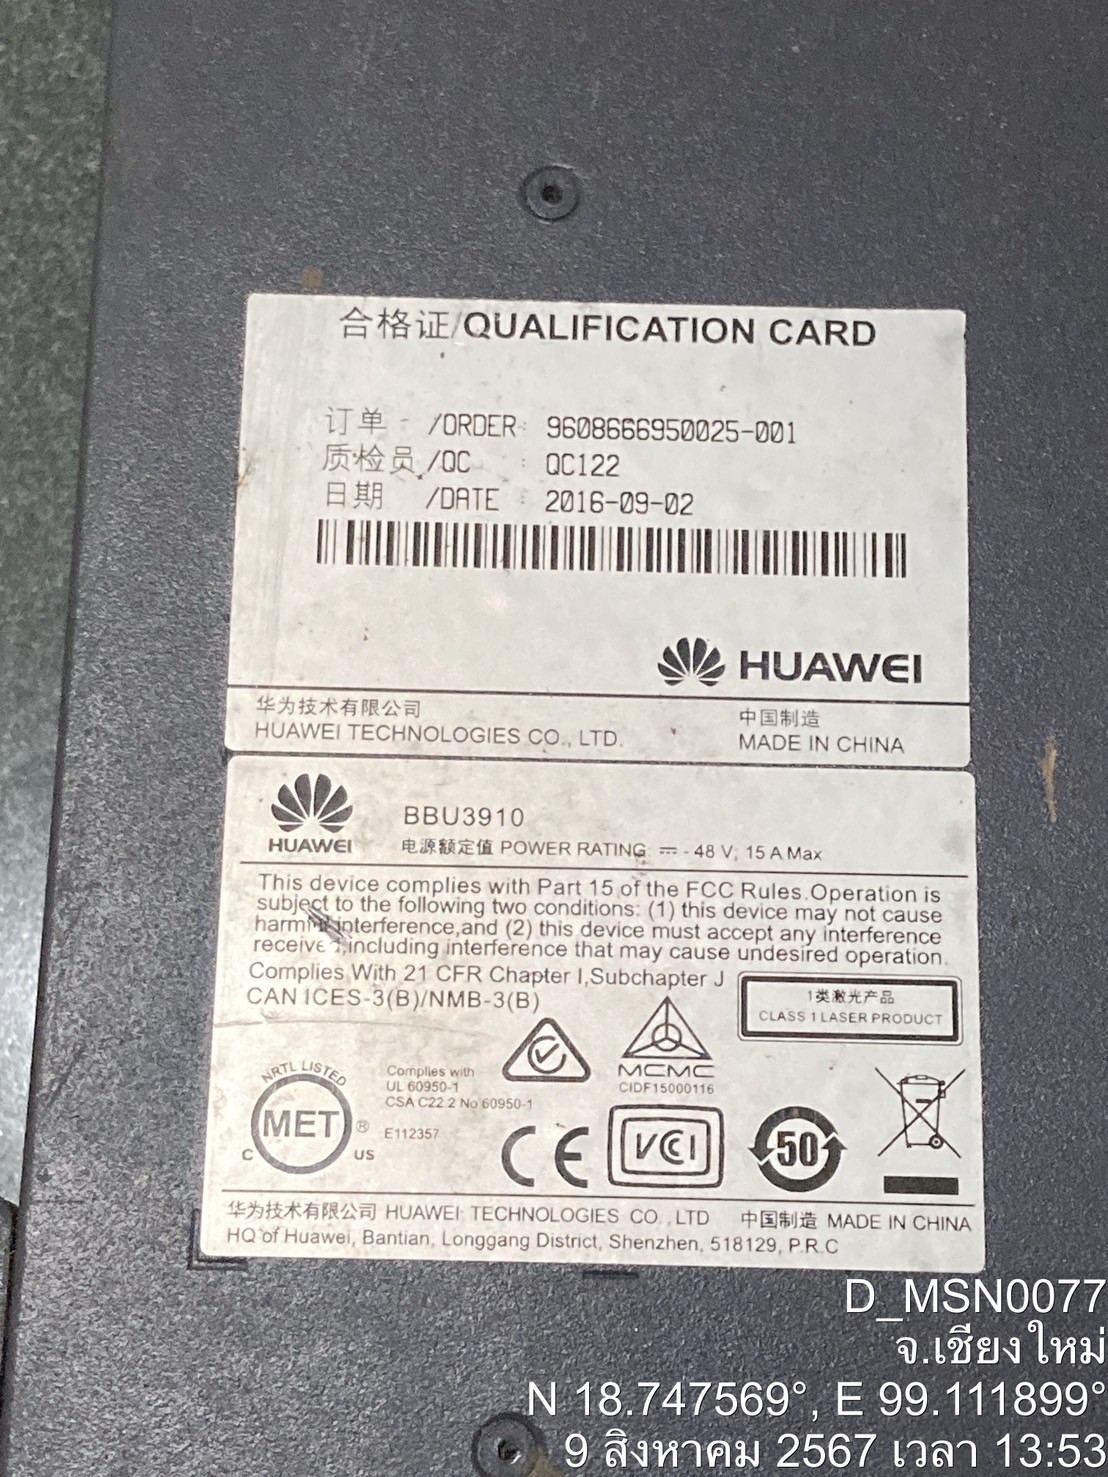 合格证/QUALIFICATION CARD
订单 /ORDER: 9608666950025-001
质检员 /QC : QC122
日期 /DATE : 2016-09-02
HUAWEI
华为技术有限公司 中国制造
HUAWEI TECHNOLOGIES CO., LTD. MADE IN CHINA
HUAWEI
BBU3910
电源额定值 POWER RATING ⎓ - 48 V; 15 A Max
This device complies with Part 15 of the FCC Rules.Operation is
subject to the following two conditions: (1) this device may not cause
interference,and (2) this device must accept any interference
,including interference that may cause undesired operation.
Complies With 21 CFR Chapter I,Subchapter J
CAN ICES-3(B)/NMB-3(B)
1类激光产品
CLASS 1 LASER PRODUCT
MCMC
CIDF15000116
NRTL LISTED
MET
®
C US
Complies with
UL 60950-1
CSA C22.2 No 60950-1
E112357
CE
VCCI
50
华为技术有限公司 HUAWEI TECHNOLOGIES CO.,LTD 中国制造 MADE IN CHINA
HQ of Huawei, Bantian, Longgang District, Shenzhen, 518129, P.R.C
D_MSN0077
จ.เชียงใหม่
N 18.747569°, E 99.111899°
9 สิงหาคม 2567 เวลา 13:53